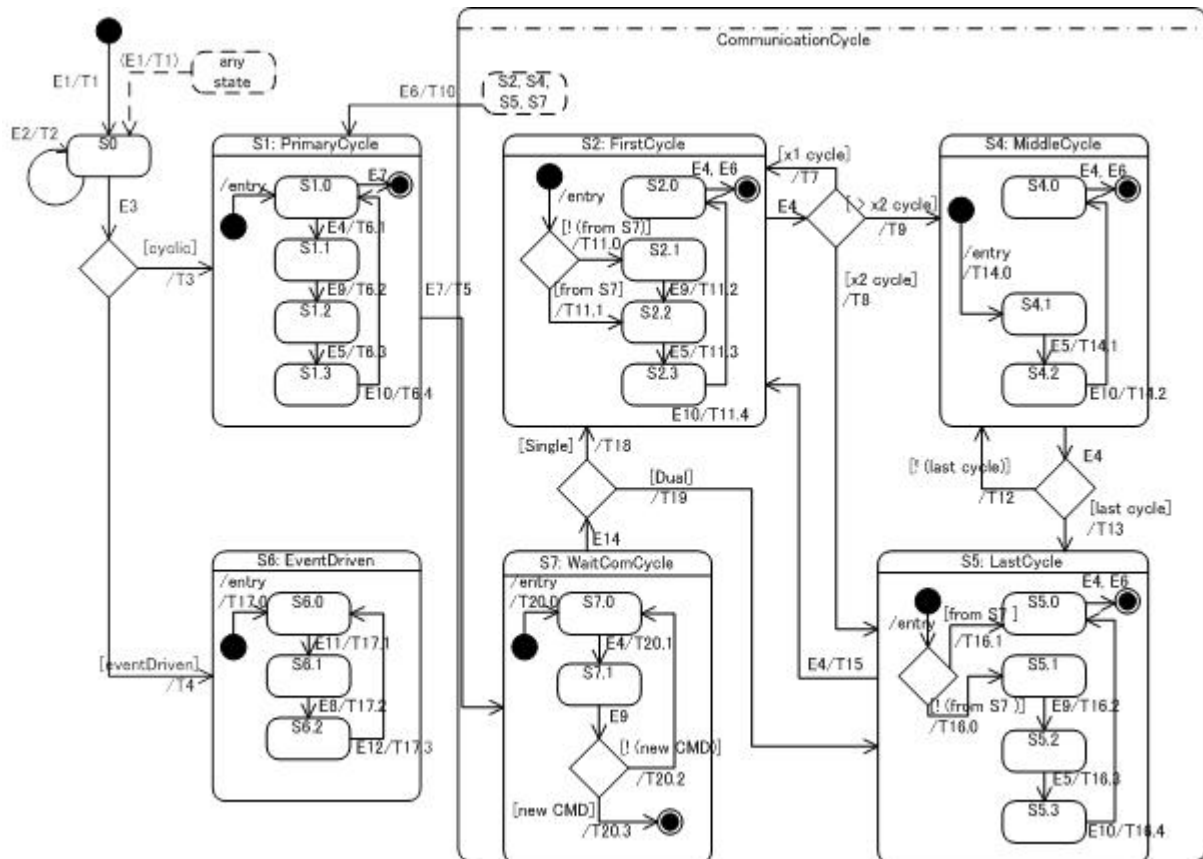 CommunicationCycle
E1/T1
(E1/T1)
any
state
E2/T2
S0
E3
[cyclic]
/T3
[eventDriven]
/T4
E6/T10
S2, S4,
S5, S7
S1: PrimaryCycle
/entry
S1.0
E7
E4/T6.1
S1.1
E9/T6.2
S1.2
E5/T6.3
S1.3
E10/T6.4
E7/T5
S2: FirstCycle
/entry
S2.0
E4, E6
[! (from S7)]
/T11.0
S2.1
[from S7]
/T11.1
E9/T11.2
S2.2
E5/T11.3
S2.3
E10/T11.4
E4
[x1 cycle]
/T7
[> x2 cycle]
/T9
[x2 cycle]
/T8
S4: MiddleCycle
S4.0
E4, E6
/entry
/T14.0
S4.1
E5/T14.1
S4.2
E10/T14.2
E4
[! (last cycle)]
/T12
[last cycle]
/T13
[Single]
/T18
[Dual]
/T19
E14
S6: EventDriven
/entry
/T17.0
S6.0
E11/T17.1
S6.1
E8/T17.2
S6.2
E12/T17.3
S7: WaitComCycle
/entry
/T20.0
S7.0
E4/T20.1
S7.1
E9
[! (new CMD)]
/T20.2
[new CMD]
/T20.3
E4/T15
S5: LastCycle
E4, E6
S5.0
/entry
[from S7 ]
/T16.1
S5.1
[! (from S7 )]
/T16.0
E9/T16.2
S5.2
E5/T16.3
S5.3
E10/T16.4